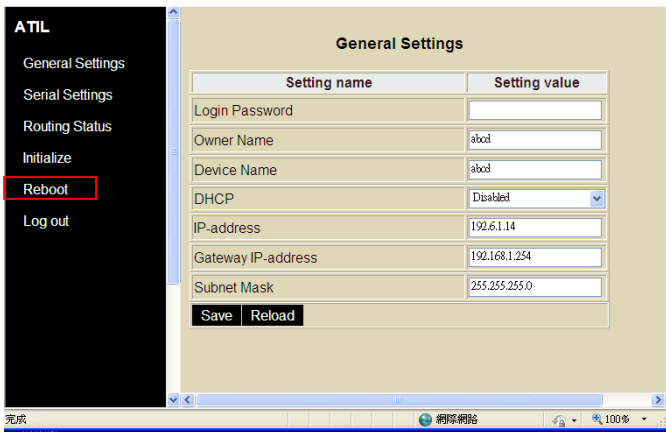 ATIL
General Settings
Serial Settings
Routing Status
Initialize
Reboot
Log out
General Settings
Setting name Setting value
Login Password
Owner Name abcd
Device Name abcd
DHCP Disabled
IP-address 192.6.1.14
Gateway IP-address 192.168.1.254
Subnet Mask 255.255.255.0
Save Reload
完成 網際網路 100%